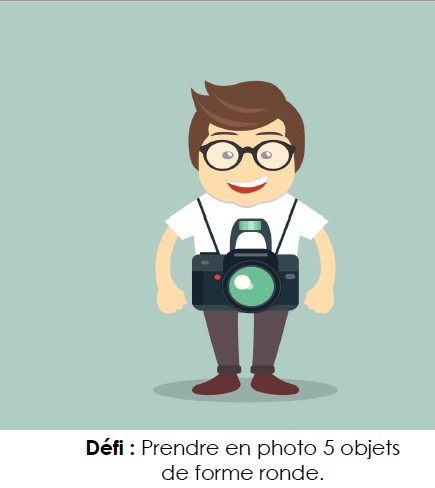 Défi : Prendre en photo 5 objets
de forme ronde.